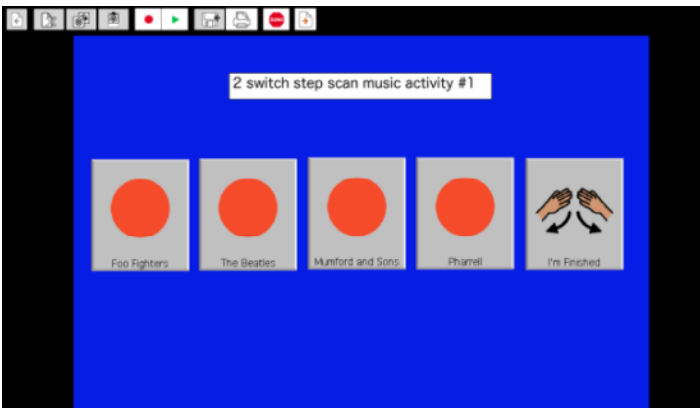 2 switch step scan music activity #1
Foo Fighters
The Beatles
Mumford and Sons
Pharrell
I'm Finished